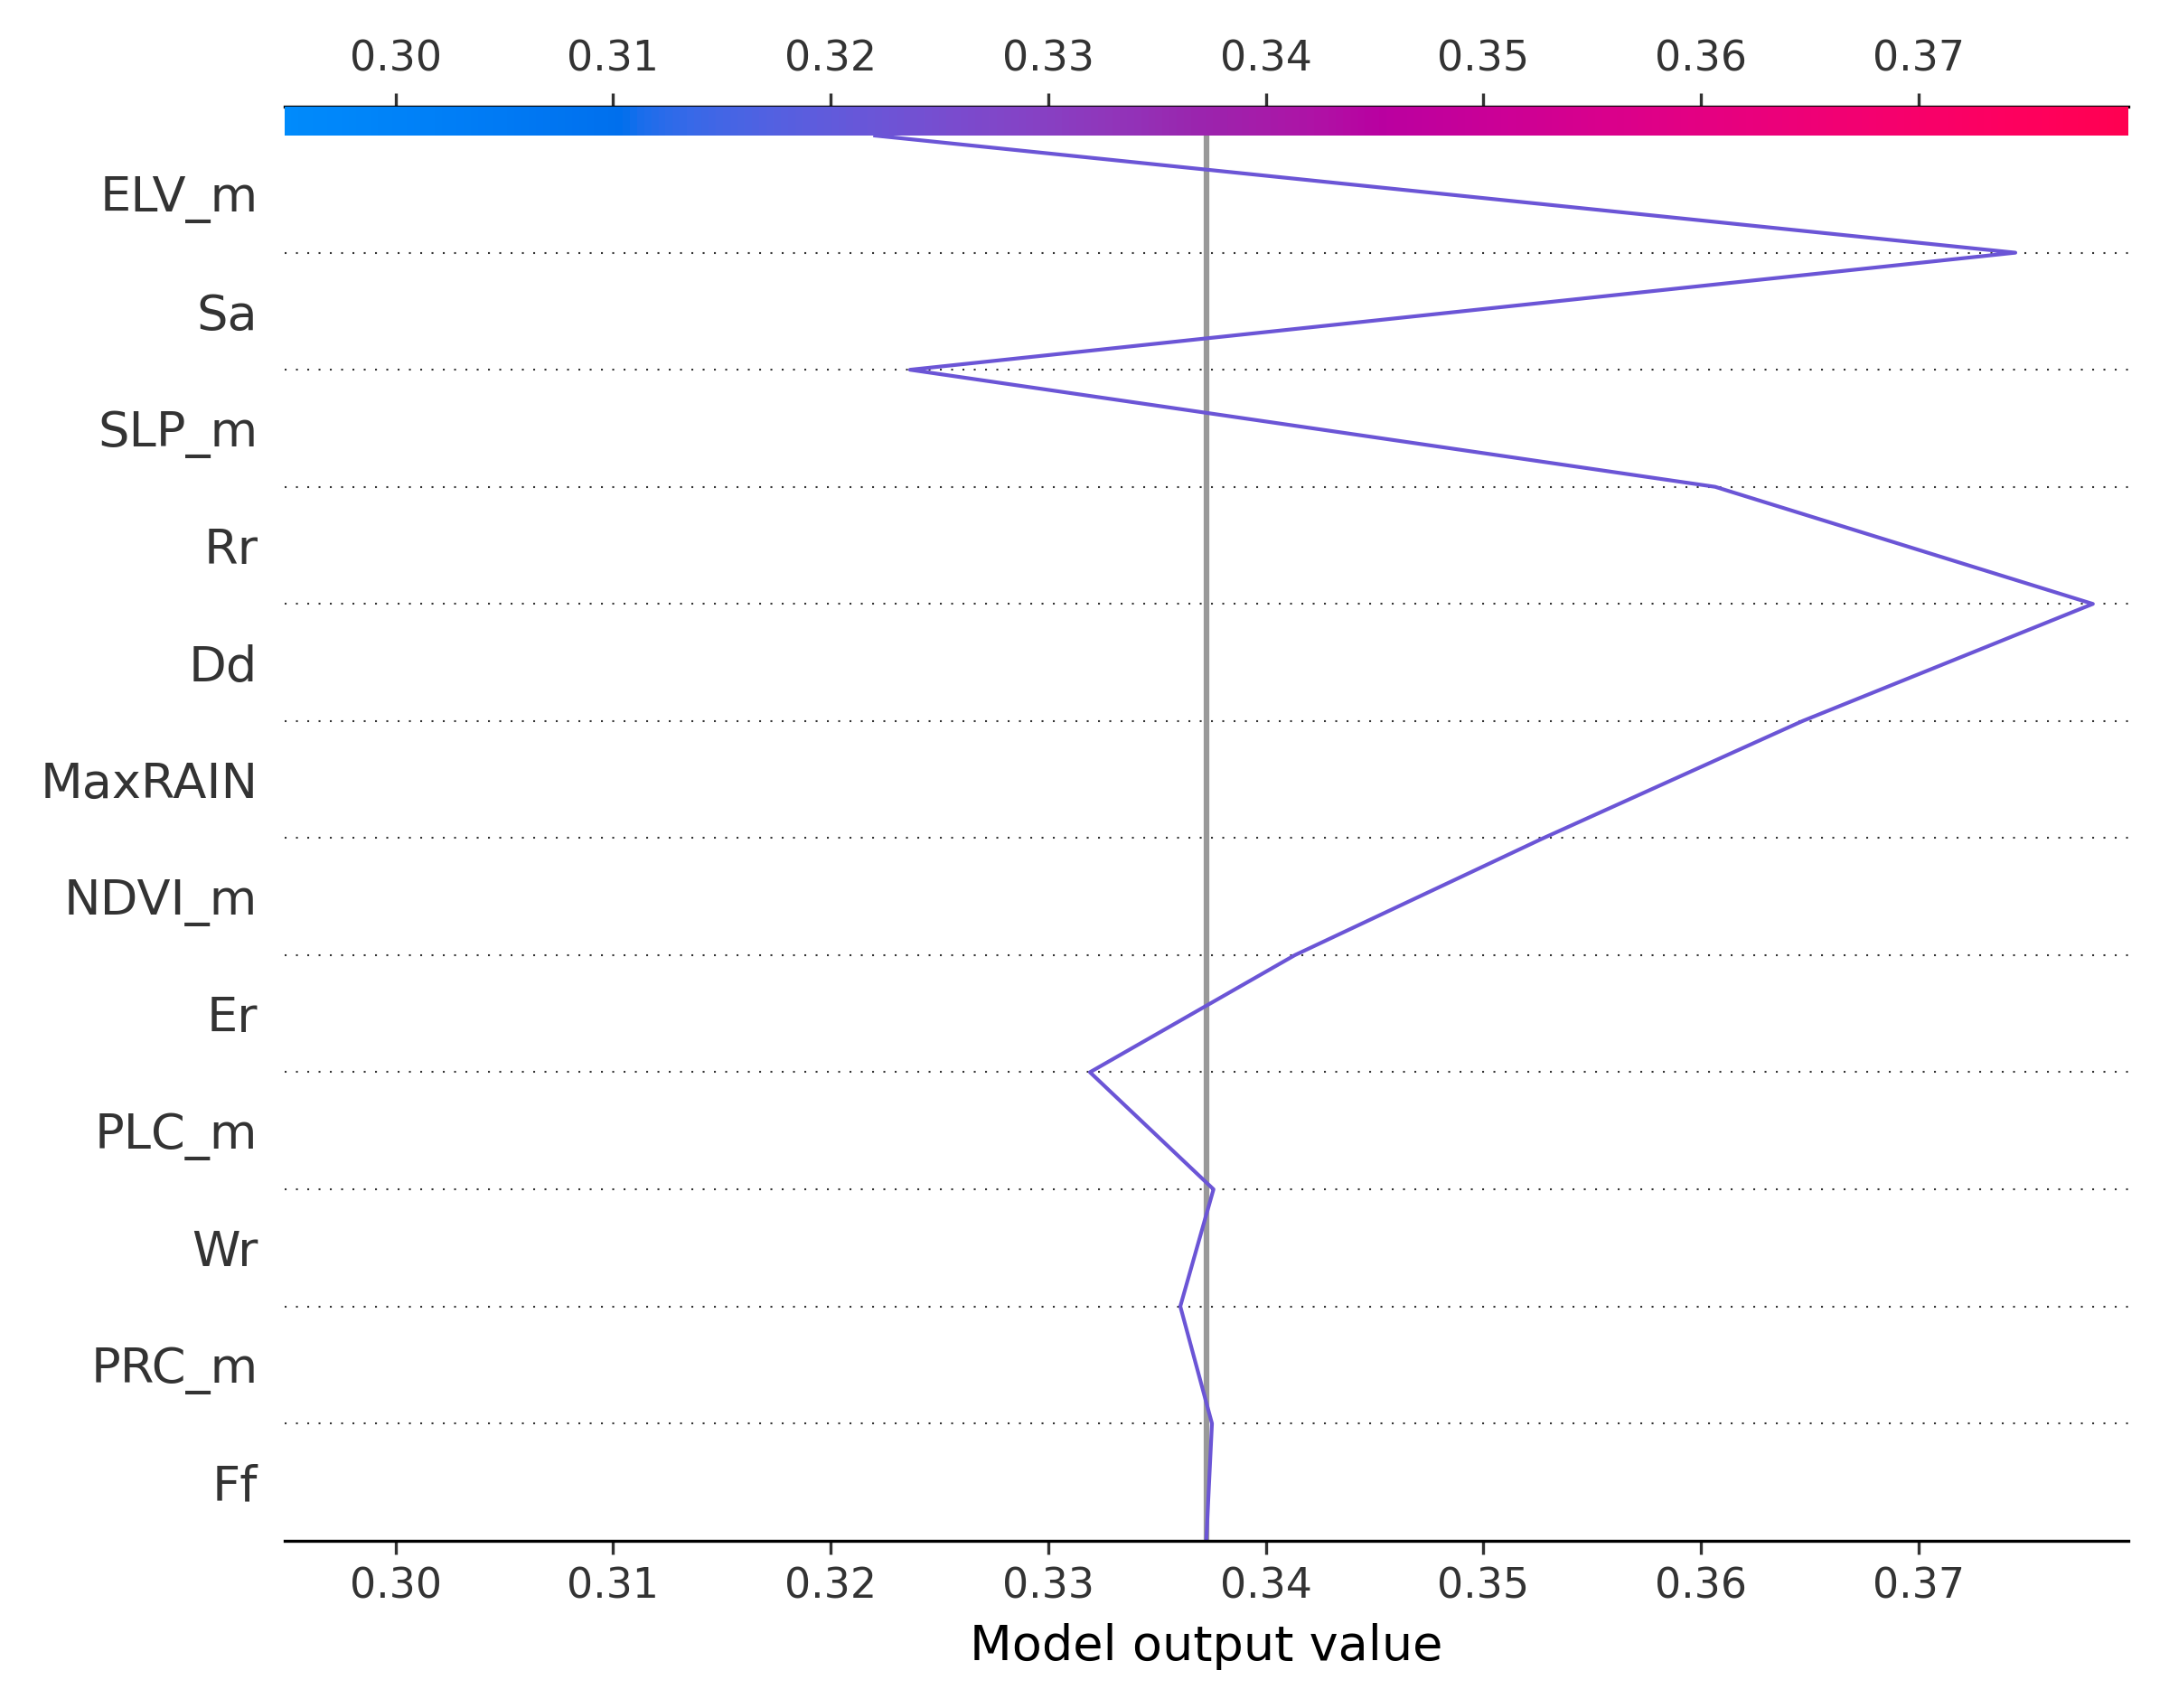 0.30 0.31 0.32 0.33 0.34 0.35 0.36 0.37
ELV_m
Sa
SLP_m
Rr
Dd
MaxRAIN
NDVI_m
Er
PLC_m
Wr
PRC_m
Ff
0.30 0.31 0.32 0.33 0.34 0.35 0.36 0.37
Model output value